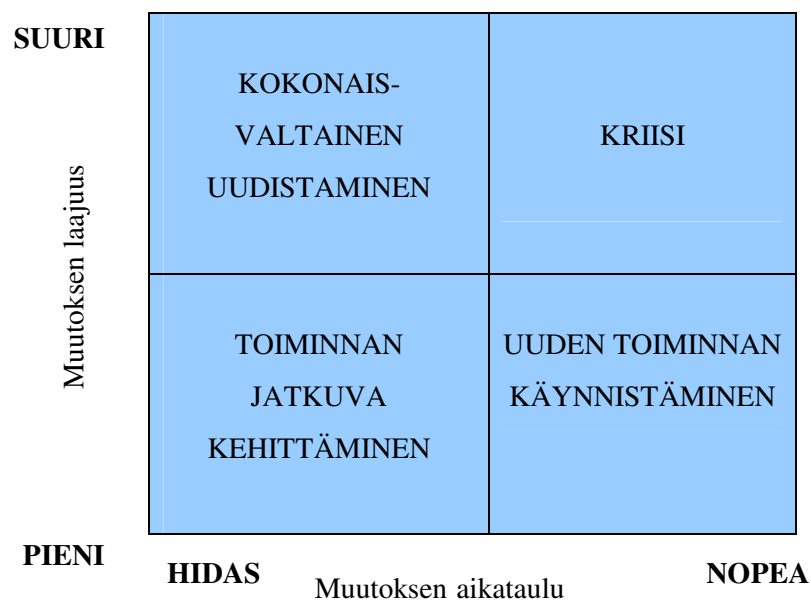 SUURI
KOKONAIS-
VALTAINEN
UUDISTAMINEN
KRIISI
Muutoksen laajuus
TOIMINNAN
JATKUVA
KEHITTÄMINEN
UUDEN TOIMINNAN
KÄYNNISTÄMINEN
PIENI
HIDAS
Muutoksen aikataulu
NOPEA